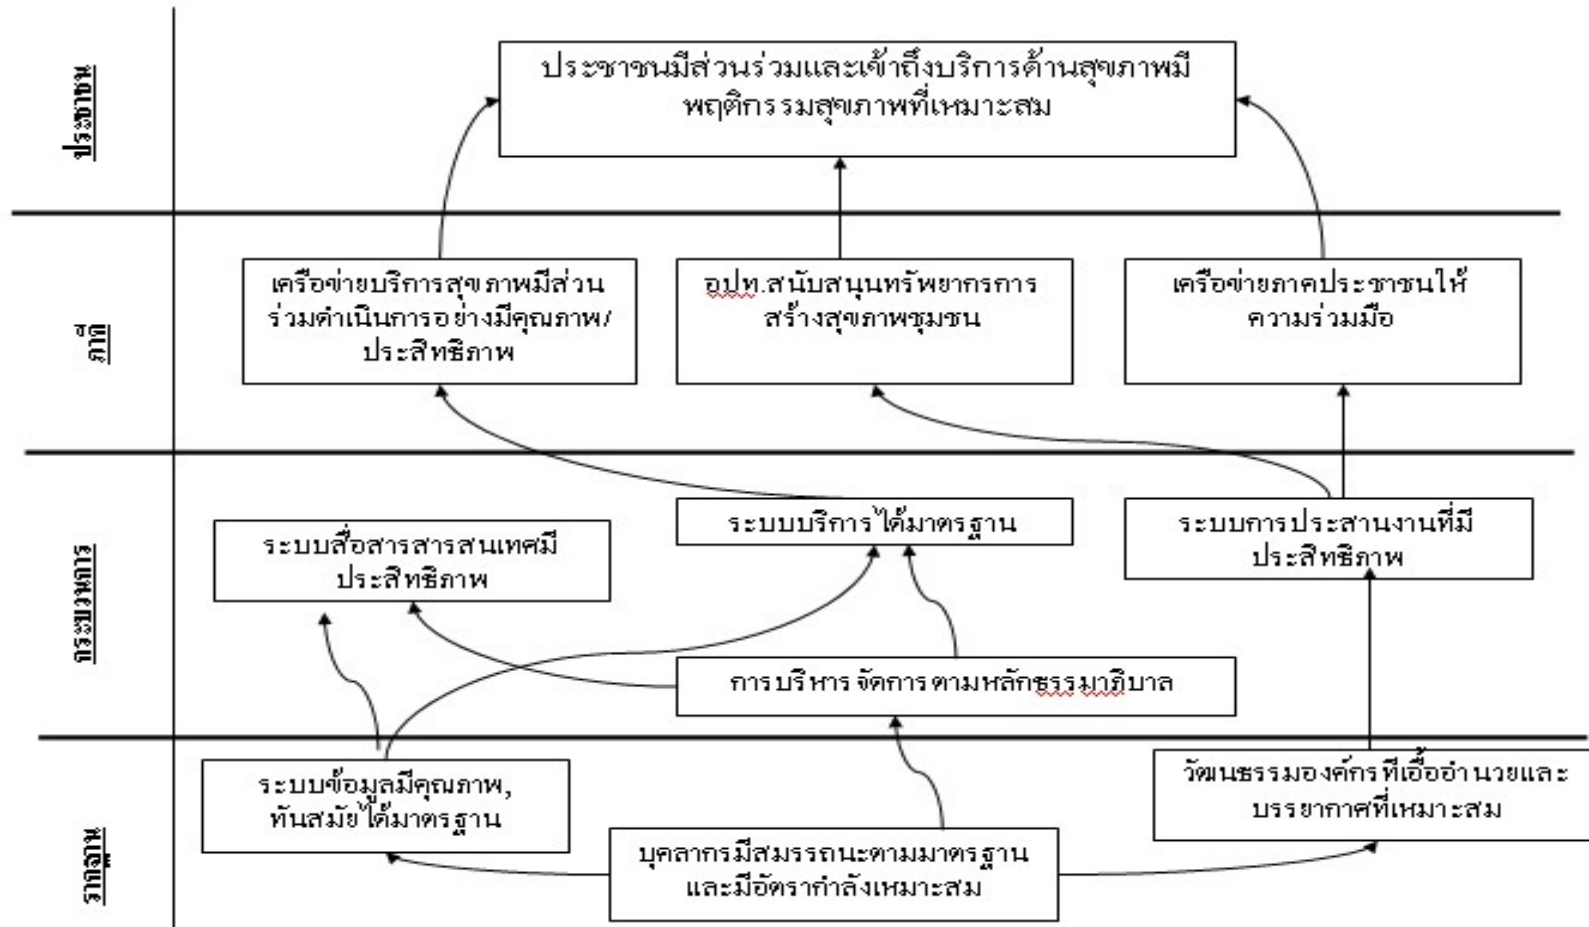 ประชาชน
ประชาชนมีส่วนร่วมและเข้าถึงบริการด้านสุขภาพมี
พฤติกรรมสุขภาพที่เหมาะสม
ภาคี
เครือข่ายบริการสุขภาพมีส่วน
ร่วมดำเนินการอย่างมีคุณภาพ/
ประสิทธิภาพ
อปท.สนับสนุนทรัพยากรการ
สร้างสุขภาพชุมชน
เครือข่ายภาคประชาชนให้
ความร่วมมือ
กระบวนการ
ระบบสื่อสารสารสนเทศมี
ประสิทธิภาพ
ระบบบริการได้มาตรฐาน
ระบบการประสานงานที่มี
ประสิทธิภาพ
การบริหารจัดการตามหลักธรรมาภิบาล
รากฐาน
ระบบข้อมูลมีคุณภาพ,
ทันสมัยได้มาตรฐาน
บุคลากรมีสมรรถนะตามมาตรฐาน
และมีอัตรากำลังเหมาะสม
วัฒนธรรมองค์กรที่เอื้ออำนวยและ
บรรยากาศที่เหมาะสม